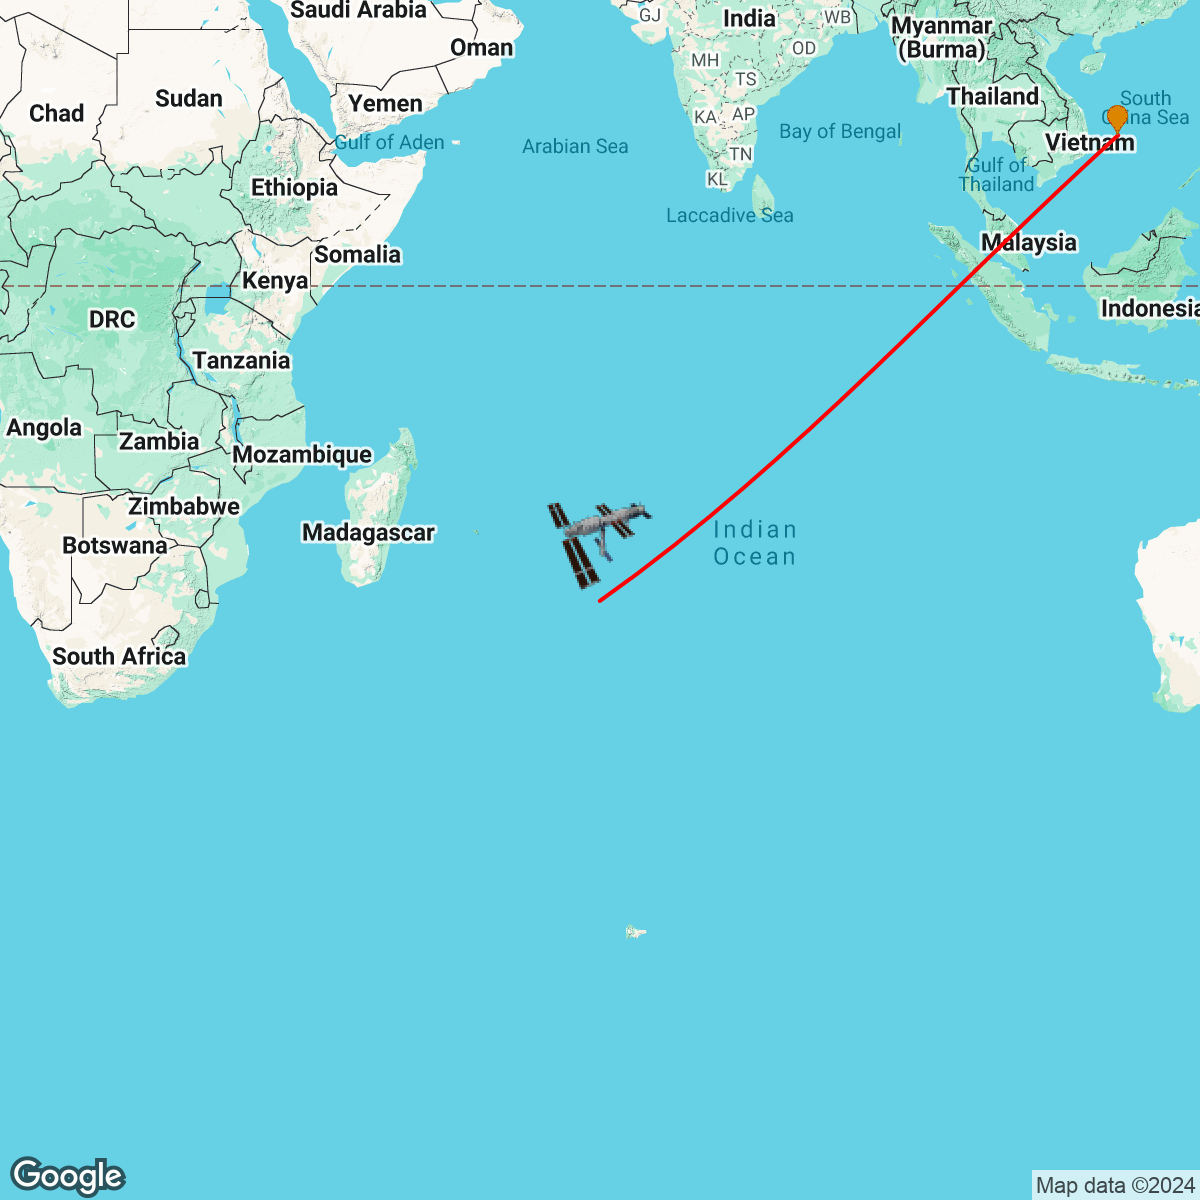 Saudi Arabia
GJ
India
WB
Myanmar
(Burma)
Oman
OD
MH
TS
Chad
Sudan
Yemen
Thailand
South
China Sea
KA
AP
Gulf of Aden
Arabian Sea
Bay of Bengal
Vietnam
TN
Gulf of
Thailand
KL
Ethiopia
Laccadive Sea
Malaysia
Somalia
Kenya
Indonesia
DRC
Tanzania
Angola
Zambia
Mozambique
Zimbabwe
Madagascar
Indian
Ocean
Botswana
South Africa
Google
Map data ©2024